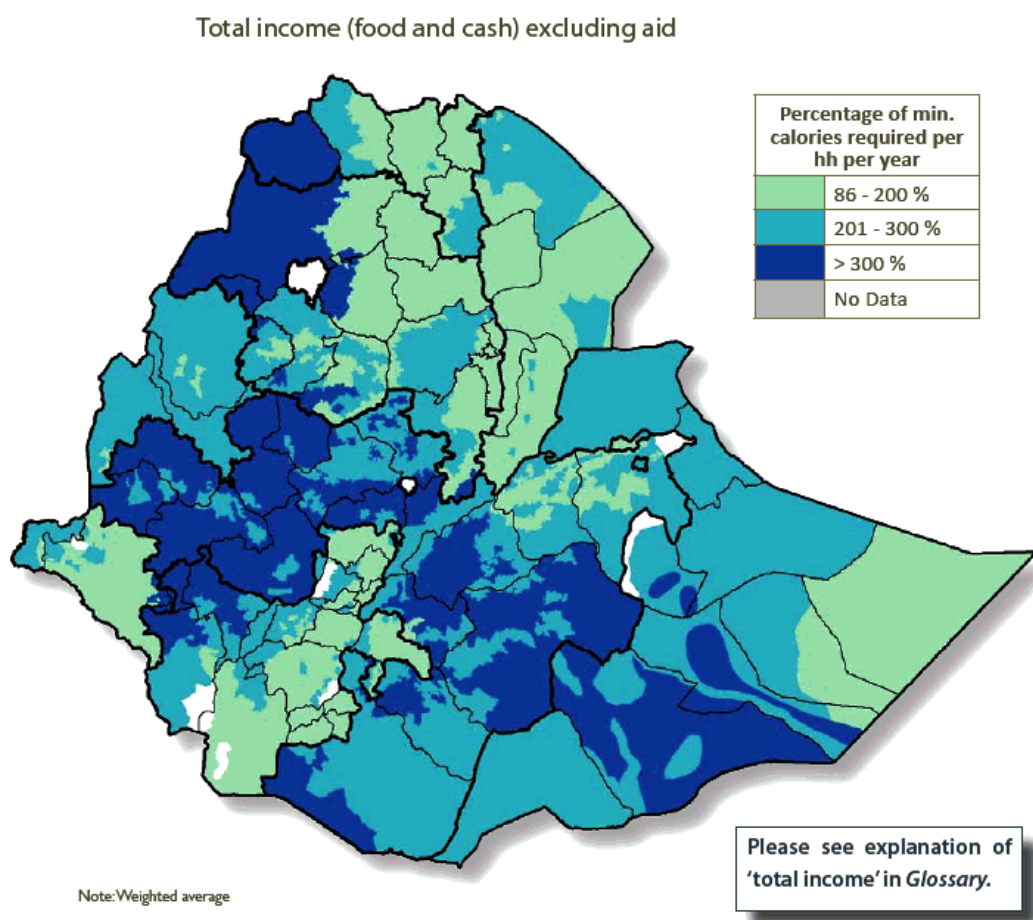 Total income (food and cash) excluding aid
Percentage of min.
calories required per
hh per year
86 - 200 %
201 - 300 %
> 300 %
No Data
Please see explanation of
‘total income’ in Glossary.
Note: Weighted average